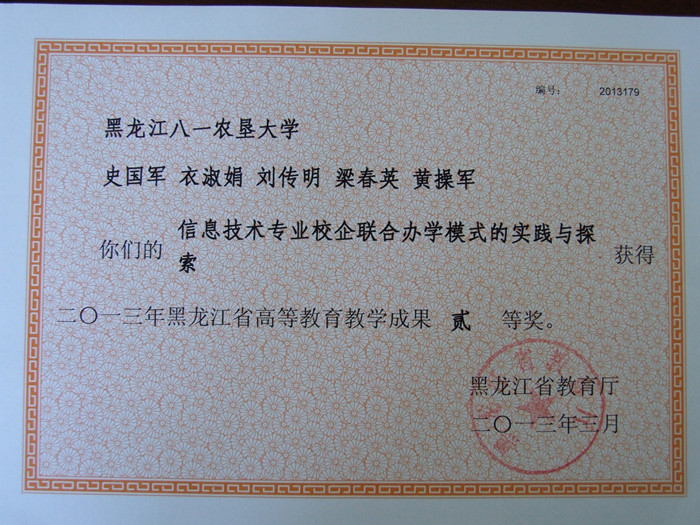 编号： 2013179
黑龙江八一农垦大学
史国军 衣淑娟 刘传明 梁春英 黄操军
你们的 信息技术专业校企联合办学模式的实践与探
索 获得
二〇一三年黑龙江省高等教育教学成果 贰 等奖。
黑龙江省教育厅
二〇一三年三月